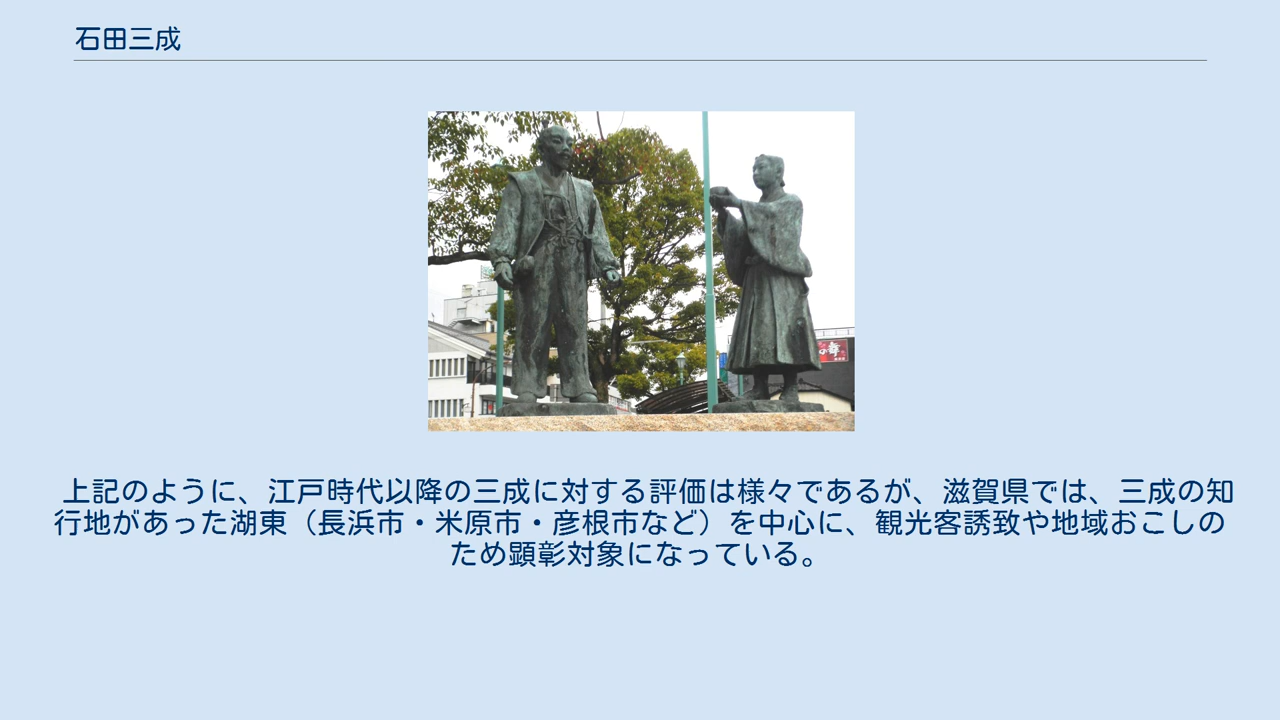 石田三成
上記のように、江戸時代以降の三成に対する評価は様々であるが、滋賀県では、三成の知
行地があった湖東（長浜市・米原市・彦根市など）を中心に、観光客誘致や地域おこしの
ため顕彰対象になっている。